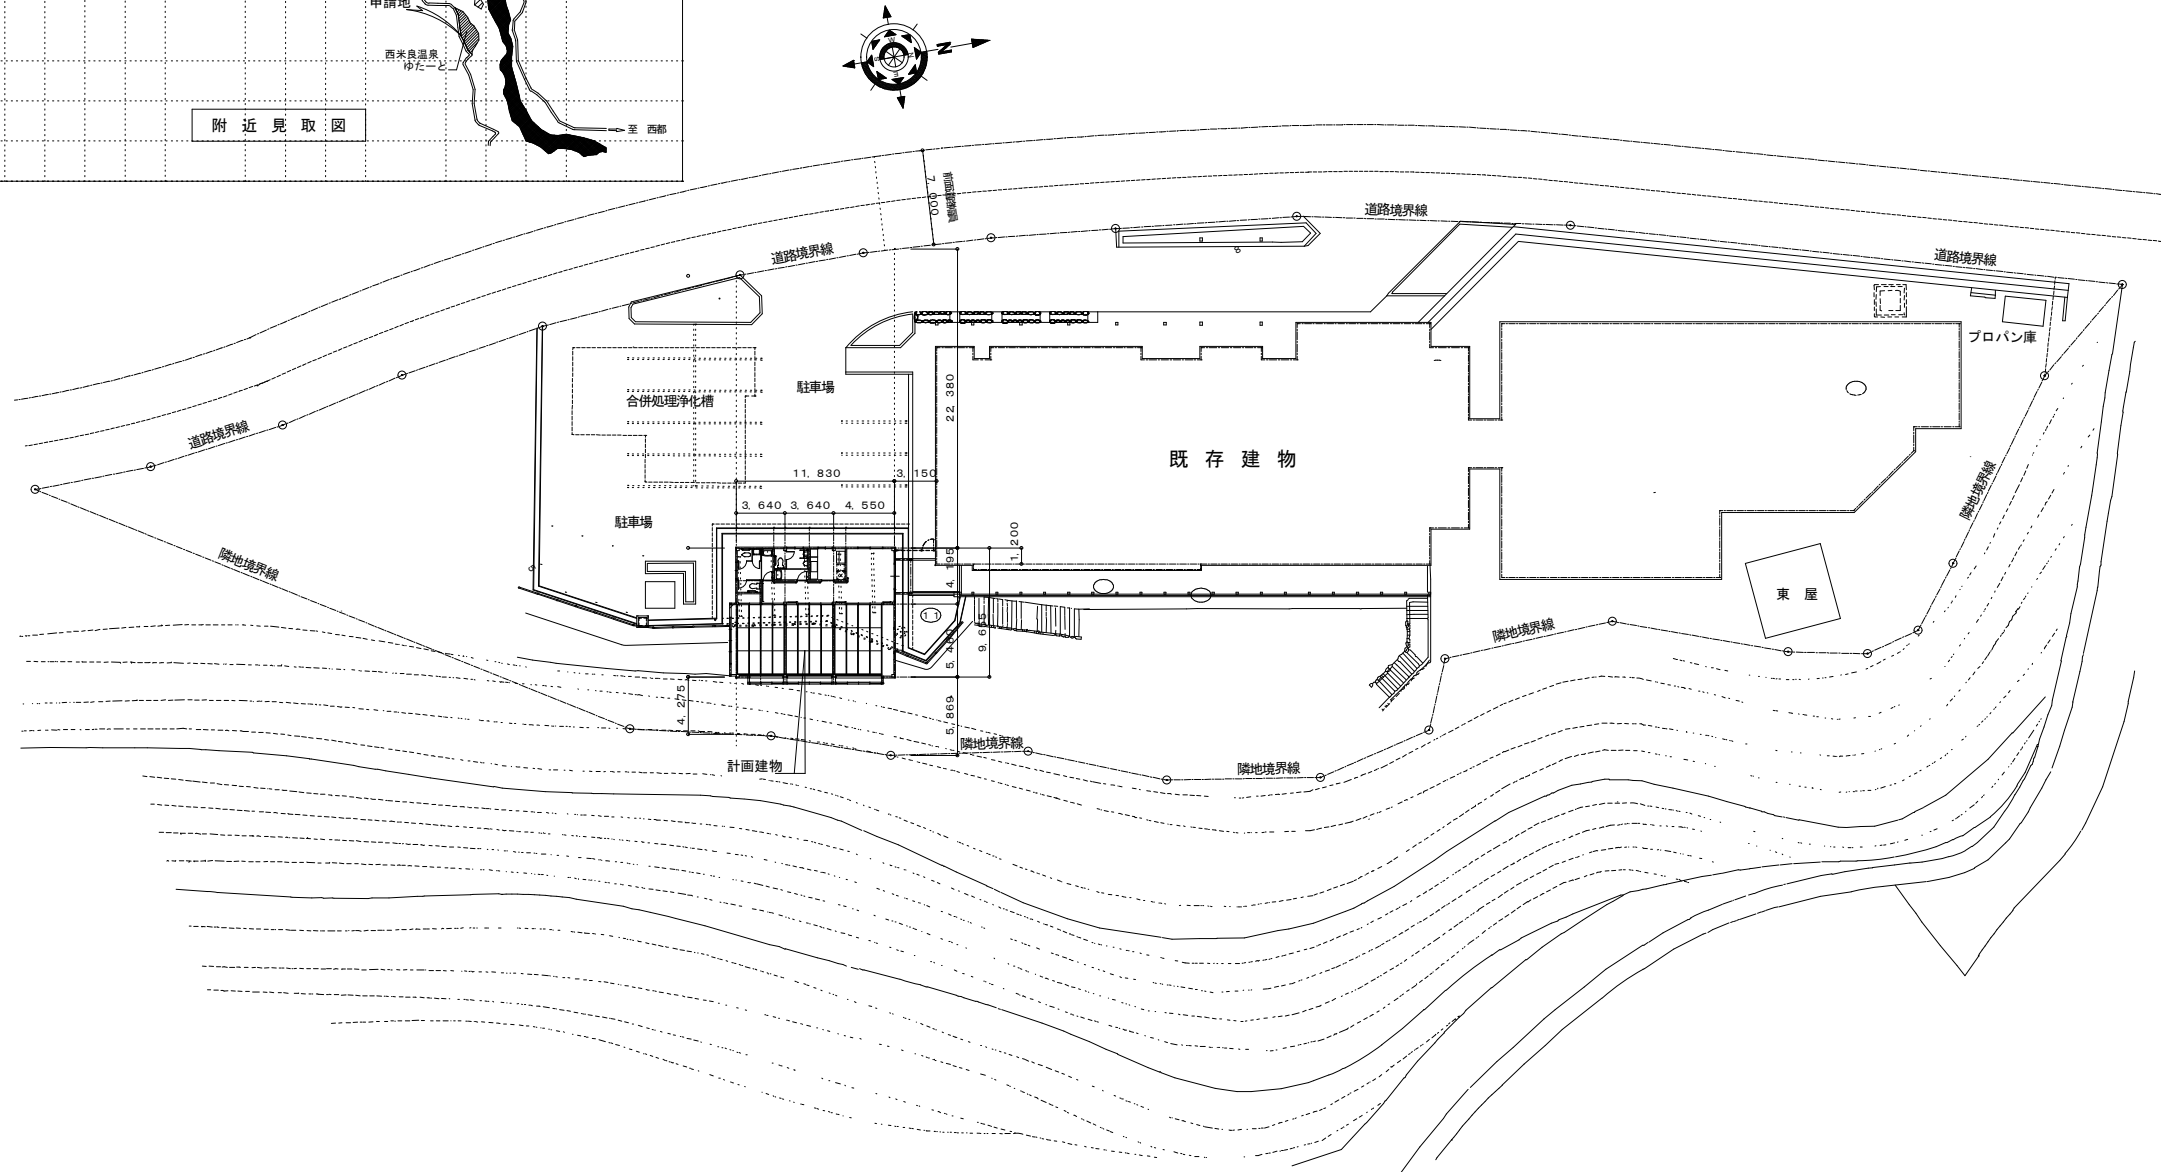 申請地
西米良温泉
ゆたーと
附近見取図
至 西都
N
7,000
道路境界線
道路境界線
道路境界線
道路境界線
プロパン庫
駐車場
合併処理浄化槽
22,380
既存建物
11,830
3,150
3,640
3,640
4,550
駐車場
1,200
隣地境界線
隣地境界線
4,195
東屋
11
9,655
5,460
隣地境界線
4,275
5,869
隣地境界線
隣地境界線
計画建物